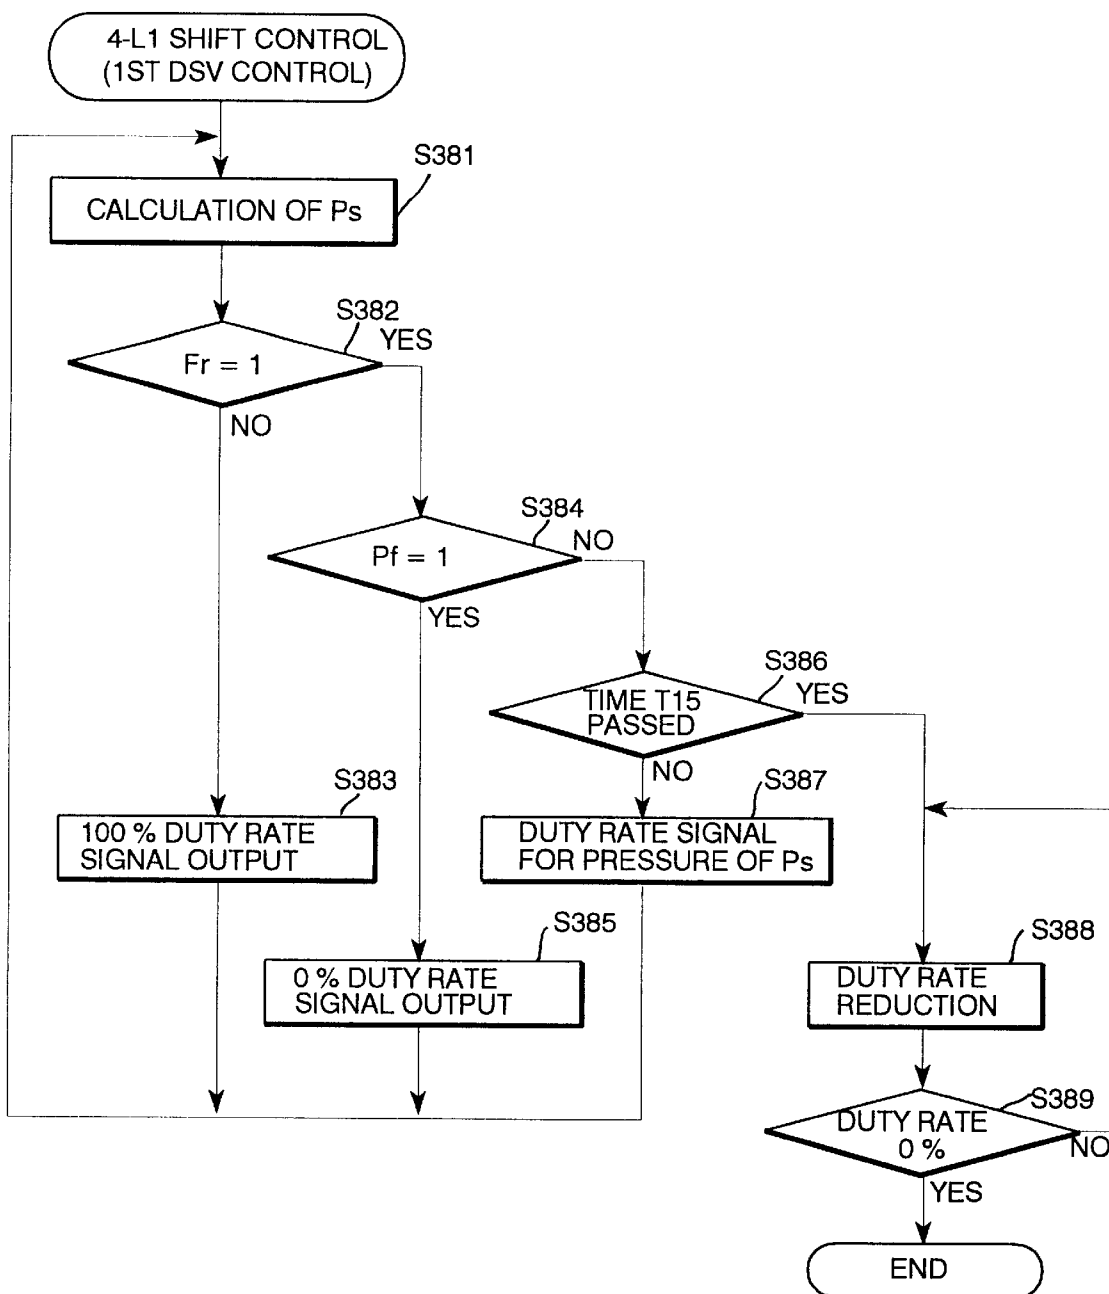 4-L1 SHIFT CONTROL
(1ST DSV CONTROL)
S381
CALCULATION OF Ps
S382
YES
Fr = 1
NO
S384
NO
Pf = 1
YES
S386
YES
TIME T15
PASSED
NO
S383
100 % DUTY RATE
SIGNAL OUTPUT
S387
DUTY RATE SIGNAL
FOR PRESSURE OF Ps
S385
0 % DUTY RATE
SIGNAL OUTPUT
S388
DUTY RATE
REDUCTION
S389
DUTY RATE
0 %
NO
YES
END